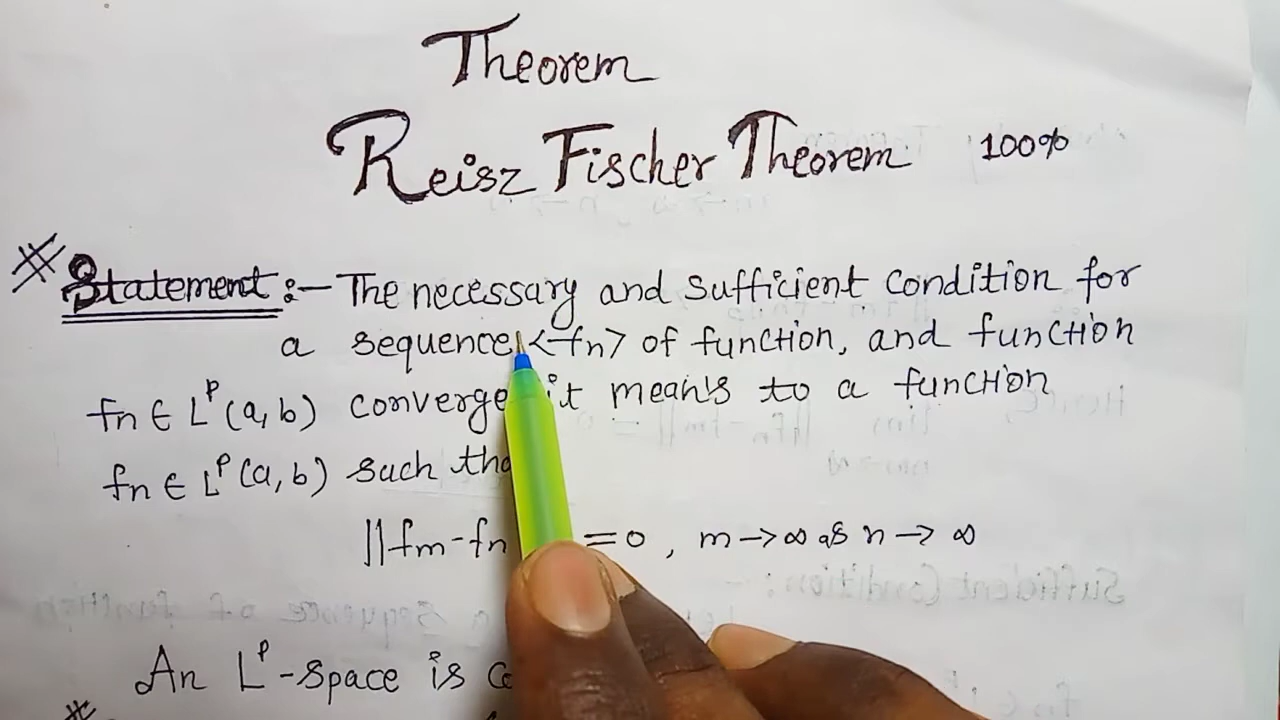 Theorem
Reisz Fischer Theorem 100%
Statement :- The necessary and sufficient condition for
a sequence <fn> of function, and function
fn ∈ L^p (a, b) converge it means to a function
fn ∈ L^p (a, b) such
||fm - fn = 0 , m → ∞ as n → ∞
An L^p - space is